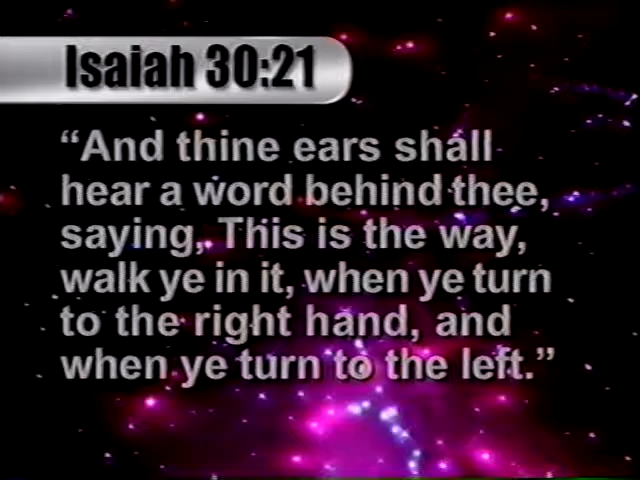 Isaiah 30:21
“And thine ears shall
hear a word behind thee,
saying, This is the way,
walk ye in it, when ye turn
to the right hand, and
when ye turn to the left.”